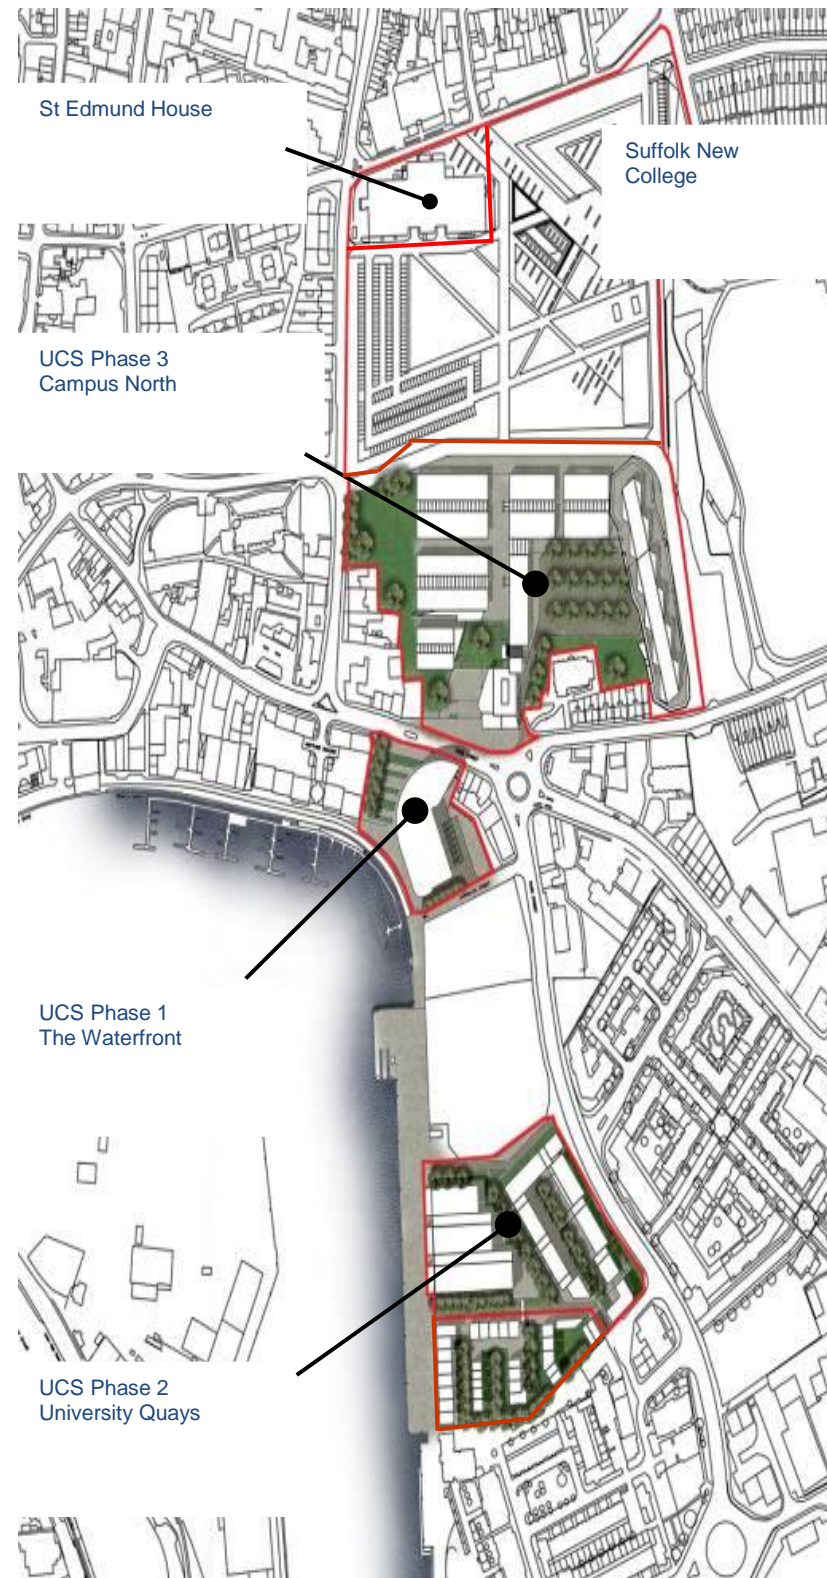 St Edmund House
Suffolk New
College
UCS Phase 3
Campus North
UCS Phase 1
The Waterfront
UCS Phase 2
University Quays